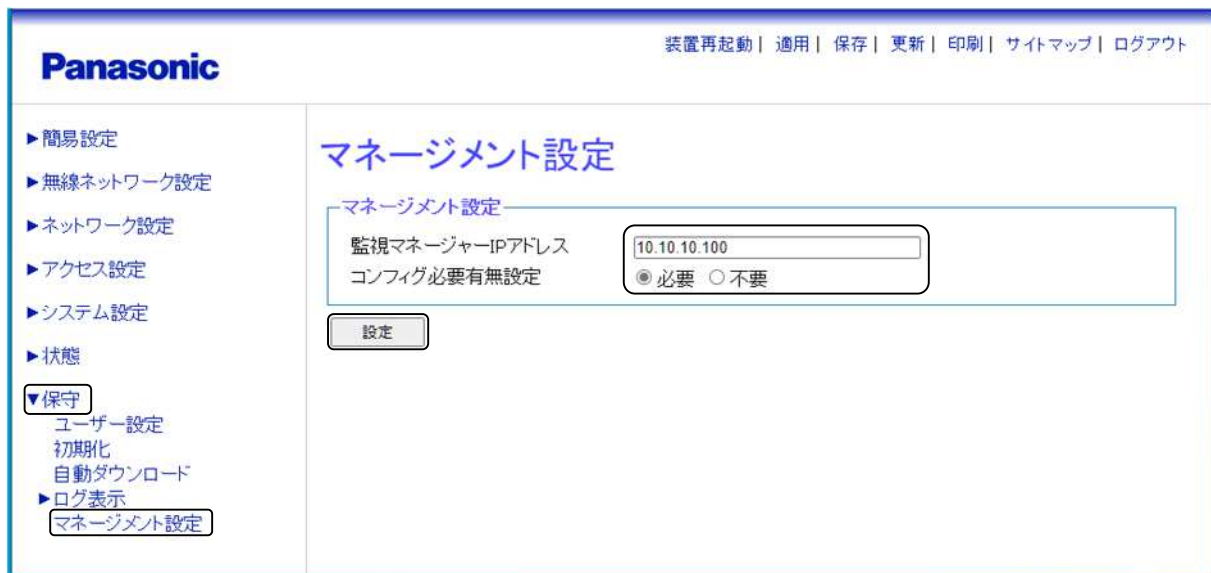 Panasonic
装置再起動| 適用| 保存| 更新| 印刷| サイトマップ| ログアウト
▶簡易設定
▶無線ネットワーク設定
▶ネットワーク設定
▶アクセス設定
▶システム設定
▶状態
▼保守
ユーザー設定
初期化
自動ダウンロード
▶ログ表示
マネージメント設定
マネージメント設定
マネージメント設定
監視マネージャーIPアドレス 10.10.10.100
コンフィグ必要有無設定 ◉必要 ○不要
設定